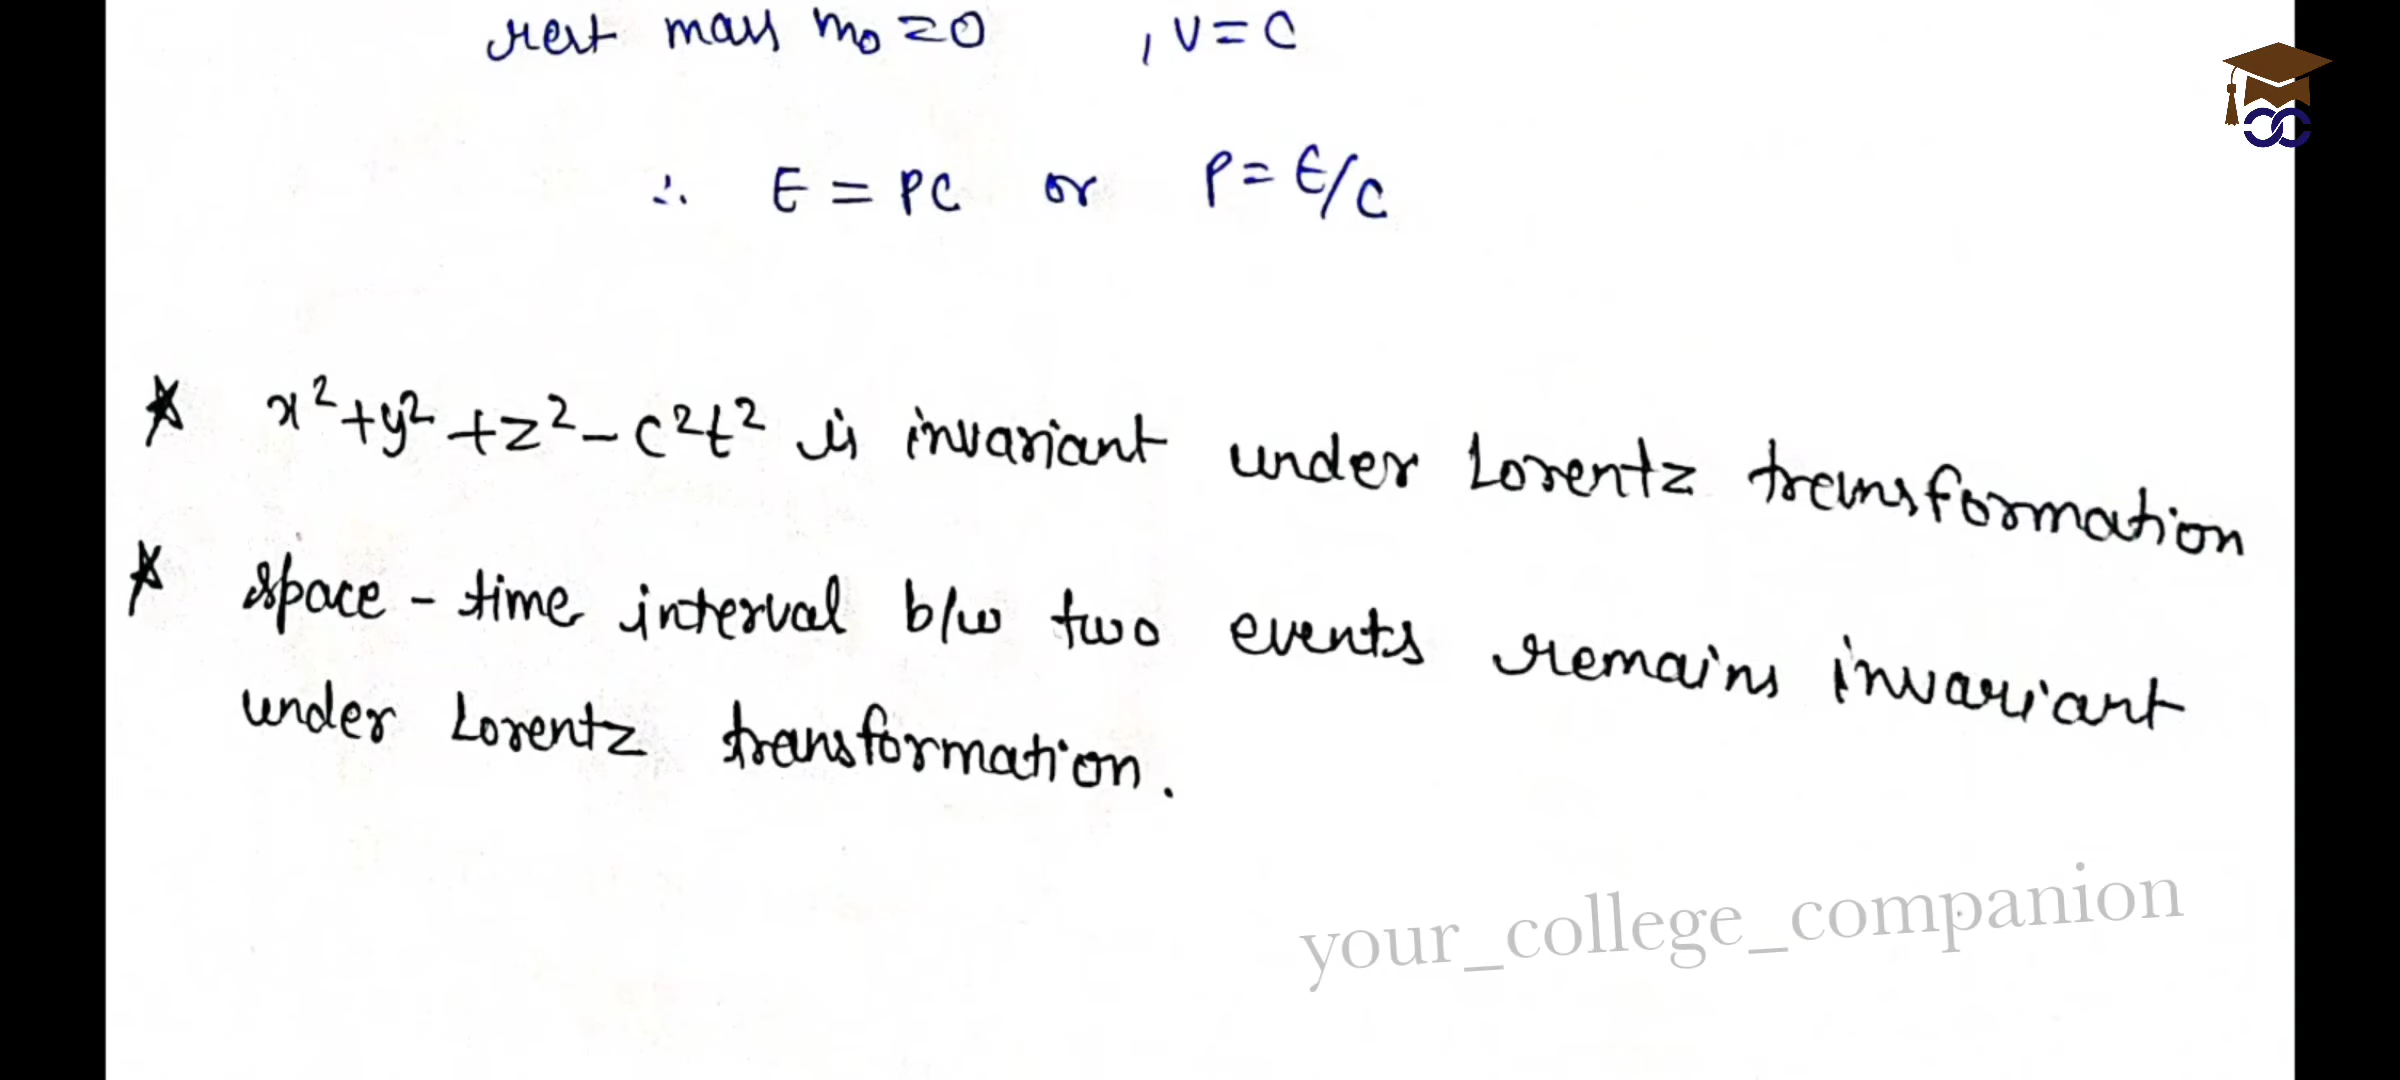 rest mass m₀=0 , v=c
∴ E = PC or P= E/C
* x²+y²+z²-c²t² is invariant under Lorentz transformation
* space-time interval b/w two events remains invariant
under Lorentz transformation.
your_college_companion